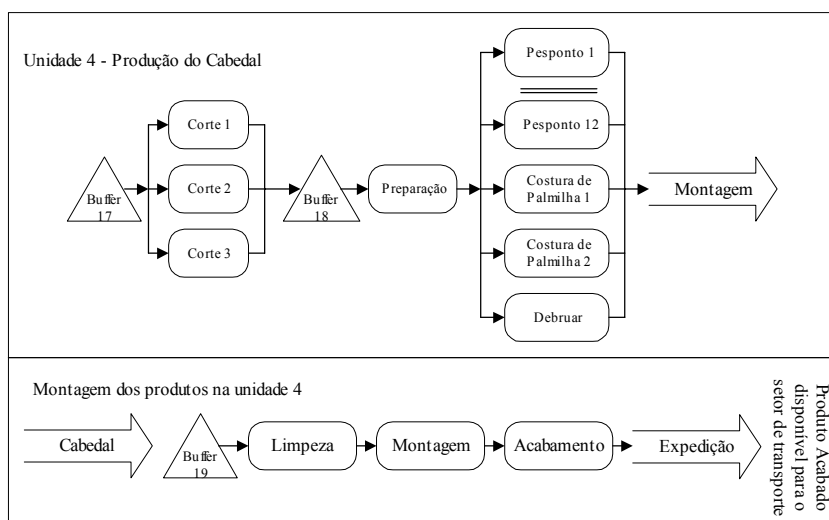 Unidade 4 - Produção do Cabedal
Buffer
17
Corte 1
Corte 2
Corte 3
Buffer
18
Preparação
Pesponto 1
Pesponto 12
Costura de
Palmilha 1
Costura de
Palmilha 2
Debruar
Montagem
Montagem dos produtos na unidade 4
Cabedal
Buffer
19
Limpeza
Montagem
Acabamento
Expedição
Produto Acabado
disponível para o
setor de transporte